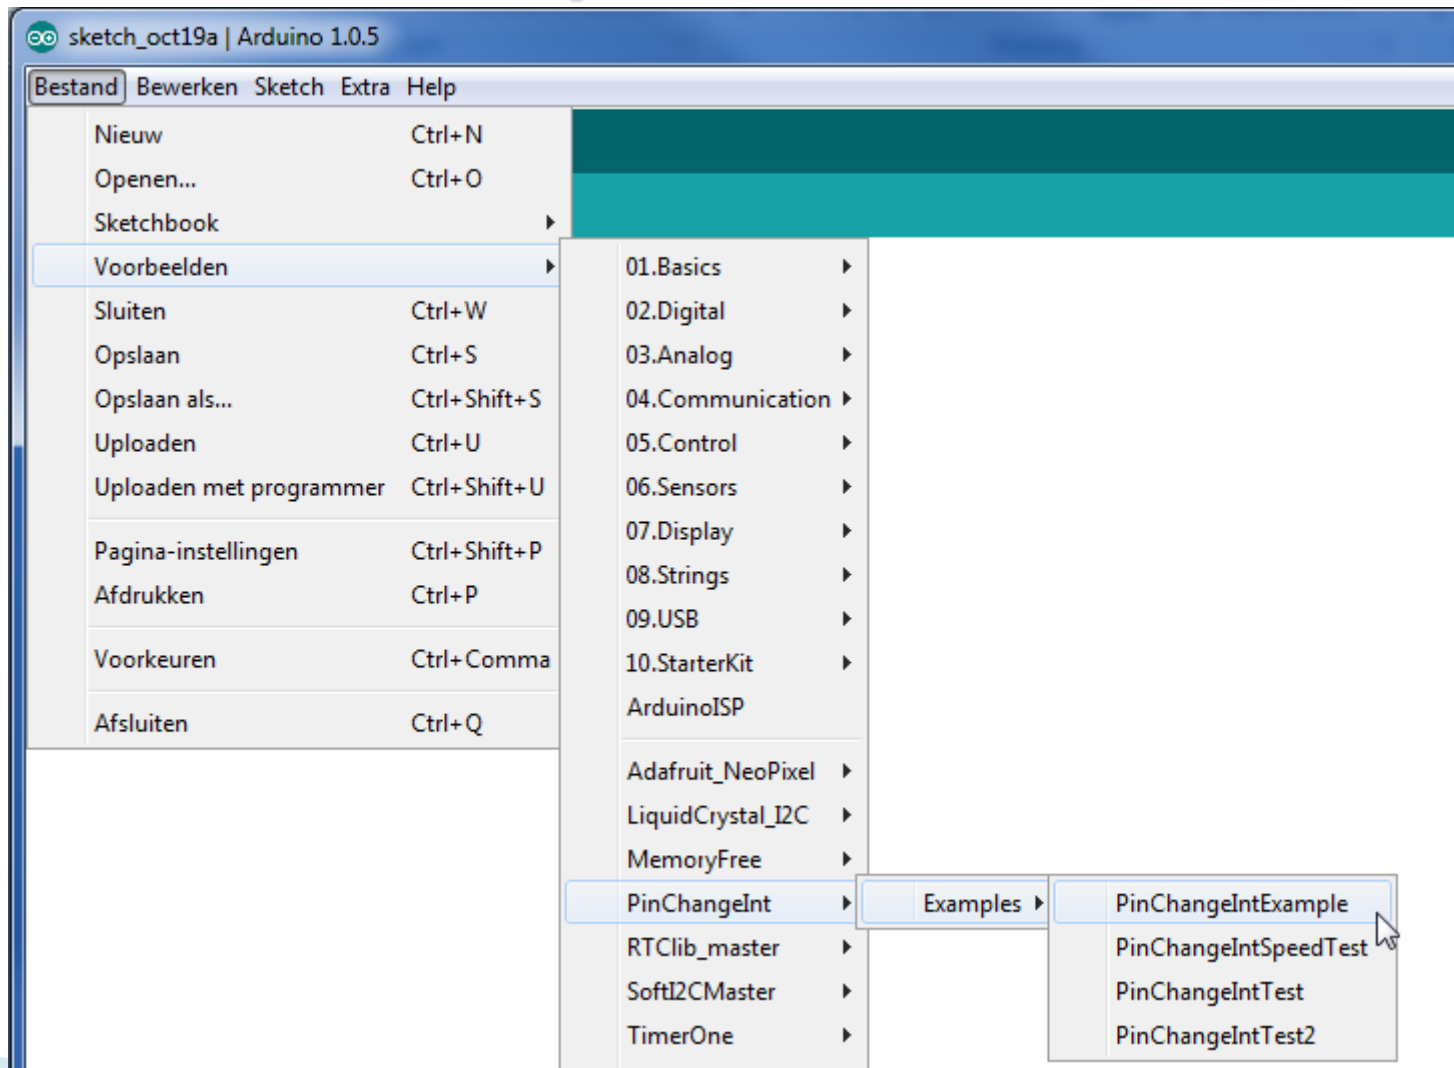 sketch_oct19a | Arduino 1.0.5
Bestand Bewerken Sketch Extra Help
Nieuw Ctrl+N
Openen... Ctrl+O
Sketchbook
Voorbeelden
Sluiten Ctrl+W
Opslaan Ctrl+S
Opslaan als... Ctrl+Shift+S
Uploaden Ctrl+U
Uploaden met programmer Ctrl+Shift+U
Pagina-instellingen Ctrl+Shift+P
Afdrukken Ctrl+P
Voorkeuren Ctrl+Comma
Afsluiten Ctrl+Q
01.Basics
02.Digital
03.Analog
04.Communication
05.Control
06.Sensors
07.Display
08.Strings
09.USB
10.StarterKit
ArduinoISP
Adafruit_NeoPixel
LiquidCrystal_I2C
MemoryFree
PinChangeInt
RTClib_master
SoftI2CMaster
TimerOne
Examples
PinChangeIntExample
PinChangeIntSpeedTest
PinChangeIntTest
PinChangeIntTest2